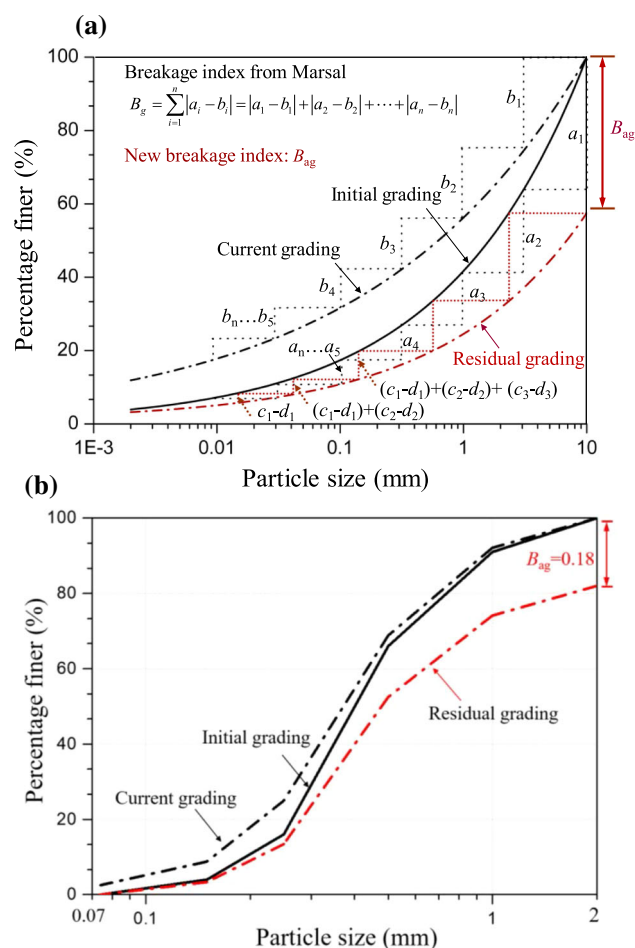 (a)
100
80
60
40
20
0
Percentage finer (%)
Breakage index from Marsal
B_g = \sum_{i=1}^{n} |a_i − b_i| = |a_1 − b_1| + |a_2 − b_2| + ⋯ + |a_n − b_n|
New breakage index: B_ag
b_1
a_1
B_ag
b_2
Initial grading
b_3
Current grading
a_2
b_4
a_3
b_n…b_5
a_n…a_5
a_4
Residual grading
(c_1-d_1)+(c_2-d_2)+ (c_3-d_3)
c_1-d_1
(c_1-d_1)+(c_2-d_2)
1E-3
0.01
0.1
1
10
Particle size (mm)
(b)
100
80
60
40
20
0
Percentage finer (%)
B_ag=0.18
Residual grading
Initial grading
Current grading
0.07
0.1
1
2
Particle size (mm)